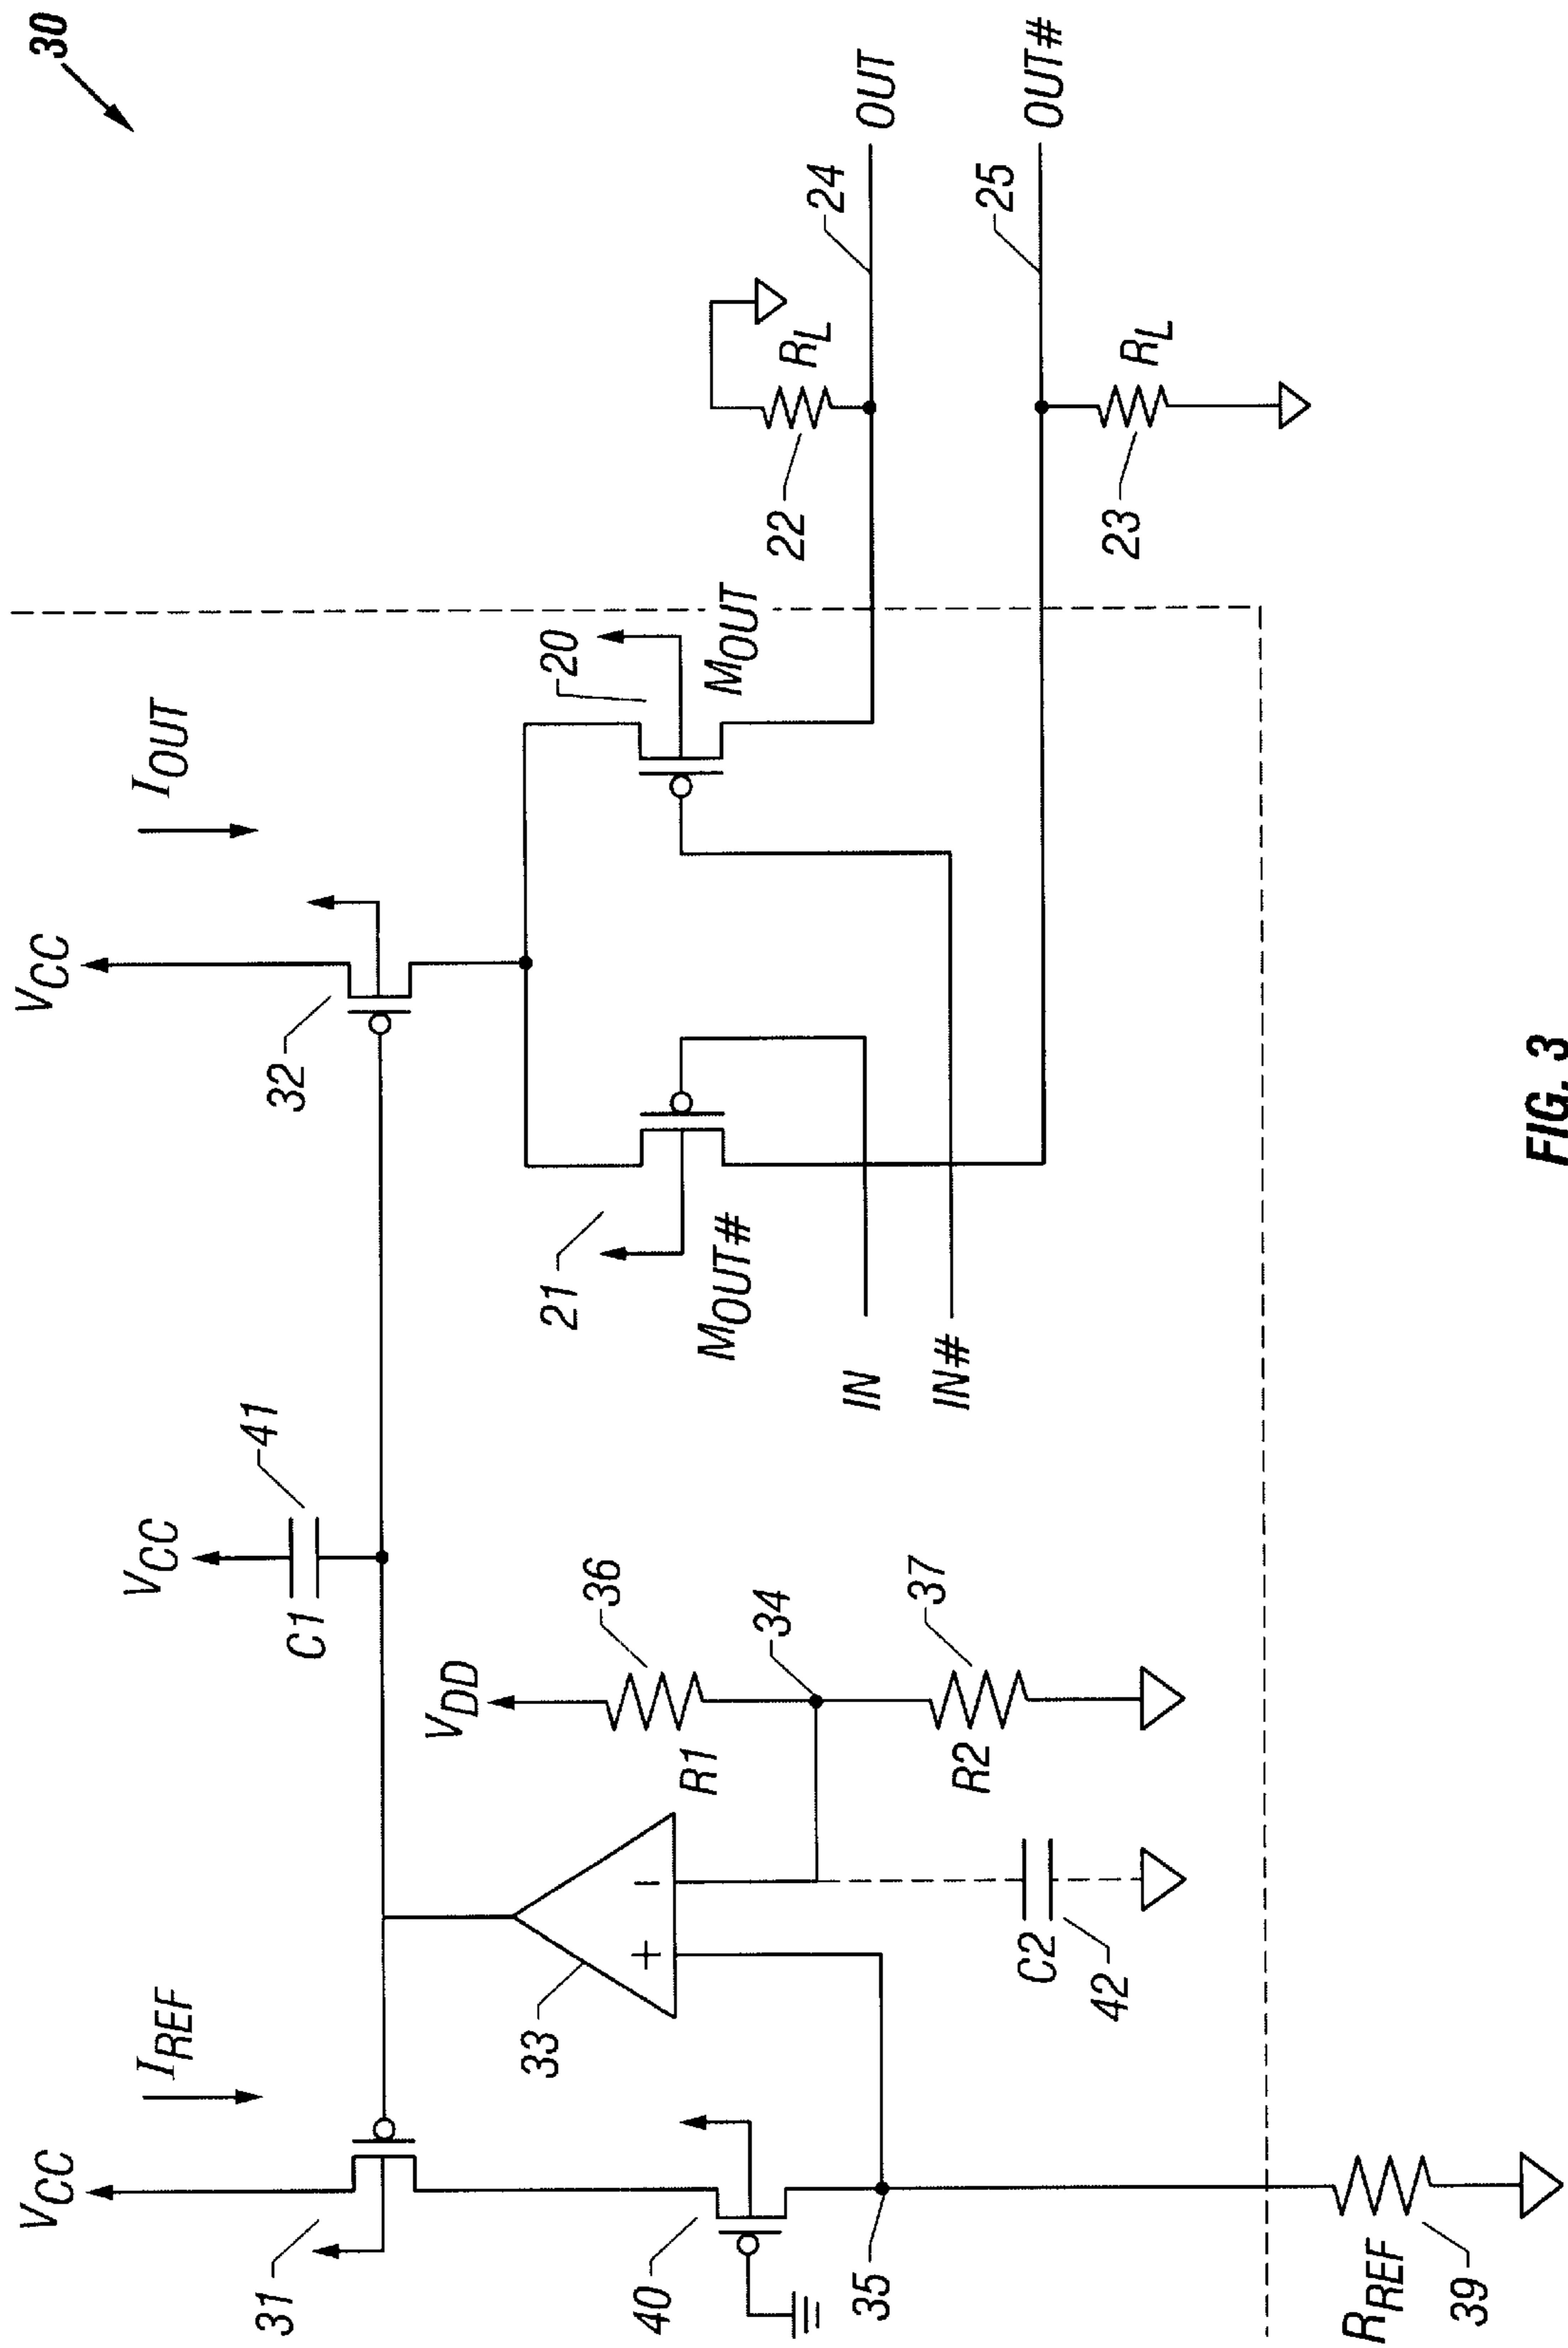 30
VCC
IREF
31
VCC
C1
41
VCC
32
IOUT
33
+
−
VDD
R1
36
34
R2
37
C2
42
40
35
RREF
39
21
MOUT#
20
MOUT
IN
IN#
22
RL
24
OUT
23
RL
25
OUT#
FIG. 3